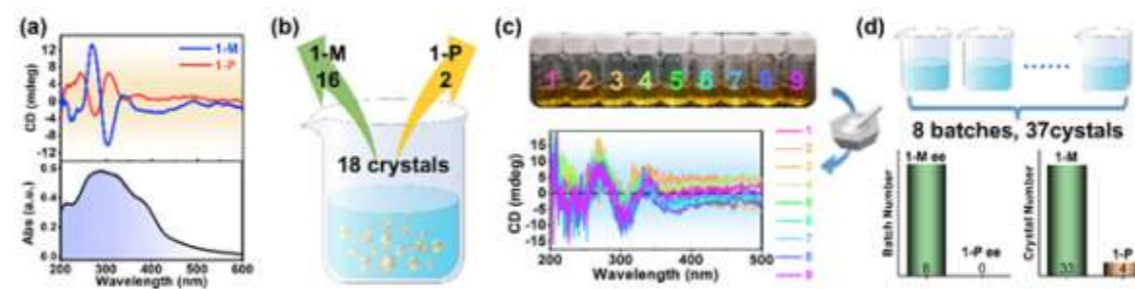 (a)
1-M
1-P
CD (mdeg)
12
8
4
0
-4
-8
-12
Abs (a.u.)
0.6
0.4
0.2
0.0
200 300 400 500 600
Wavelength (nm)
(b)
1-M
16
1-P
2
18 crystals
(c)
1 2 3 4 5 6 7 8 9
CD (mdeg)
20
15
10
5
0
-5
-10
-15
200 300 400 500
Wavelength (nm)
1
2
3
4
5
6
7
8
9
(d)
8 batches, 37cystals
Batch Number
1-M ee
8
1-P ee
0
Crystal Number
1-M
33
1-P
4